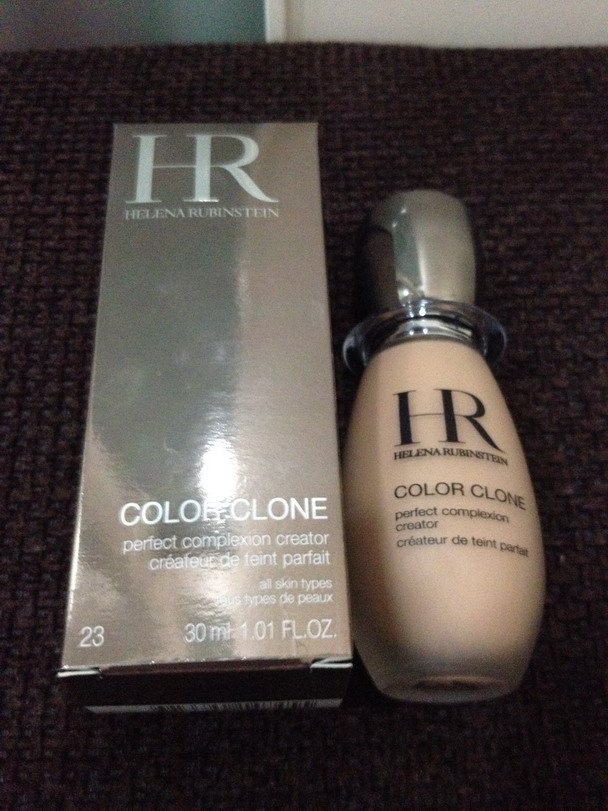 HR
HELENA RUBINSTEIN
COLOR CLONE
perfect complexion creator
créateur de teint parfait
all skin types
types de peaux
23
30 ml 1.01 FL.OZ.
HR
HELENA RUBINSTEIN
COLOR CLONE
perfect complexion
creator
créateur de teint parfait